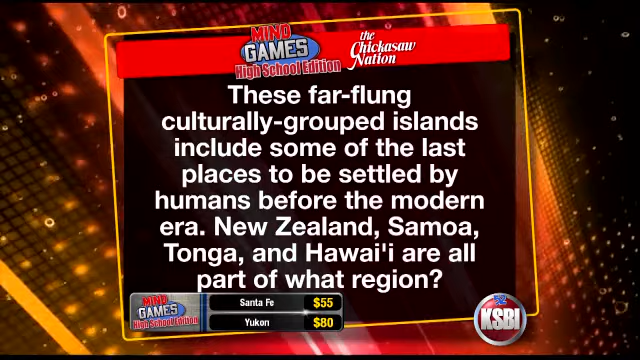 MIND
GAMES
High School Edition
the
Chickasaw
Nation
These far-flung
culturally-grouped islands
include some of the last
places to be settled by
humans before the modern
era. New Zealand, Samoa,
Tonga, and Hawai'i are all
part of what region?
MIND
GAMES
High School Edition
Santa Fe $55
Yukon $80
52
KSBI